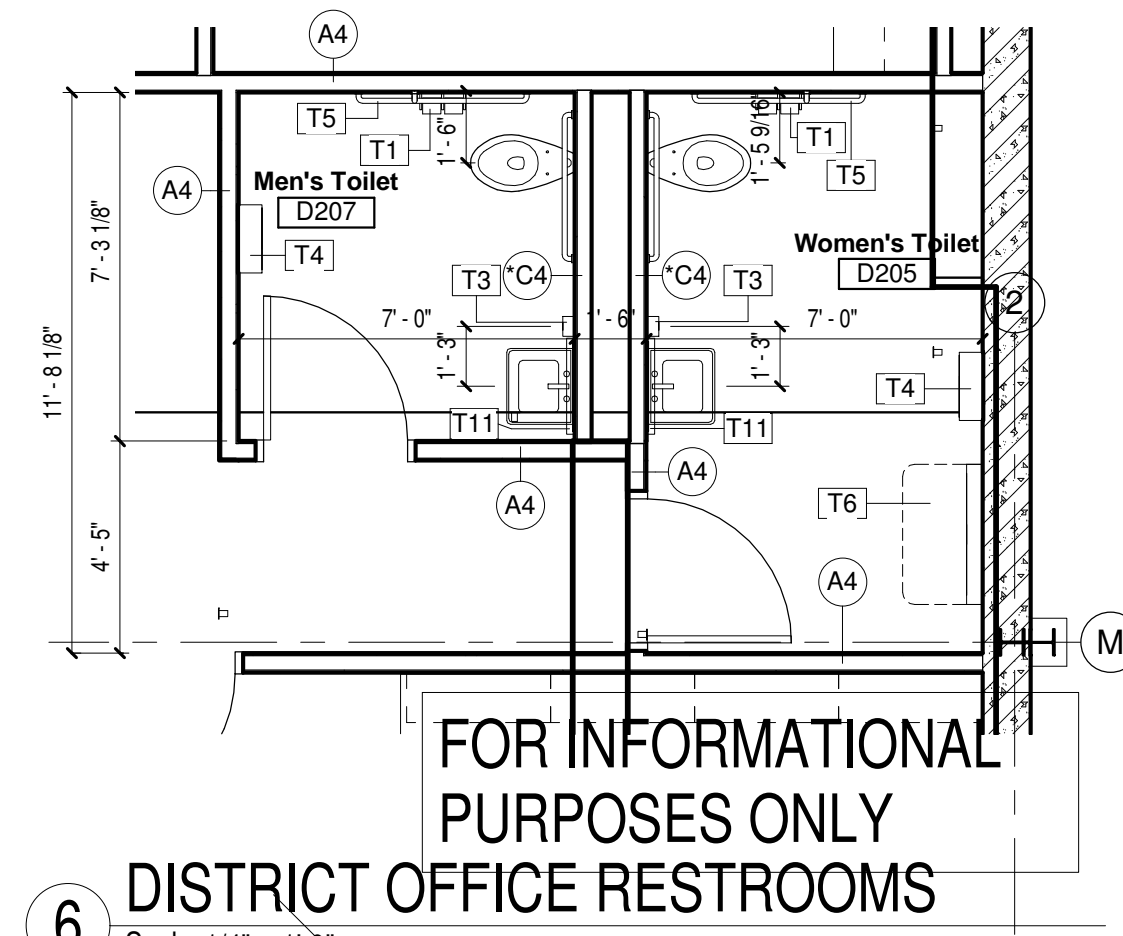 A4
T5
T1
1' - 6"
1' - 5 9/16"
T1
T5
A4
Men's Toilet
D207
7' - 3 1/8"
T4
Women's Toilet
D205
T3
*C4
*C4
T3
2
7' - 0"
1' - 6"
7' - 0"
11' - 8 1/8"
1' - 3"
1' - 3"
T4
T11
T11
A4
A4
T6
4' - 5"
A4
M
FOR INFORMATIONAL
PURPOSES ONLY
DISTRICT OFFICE RESTROOMS
6